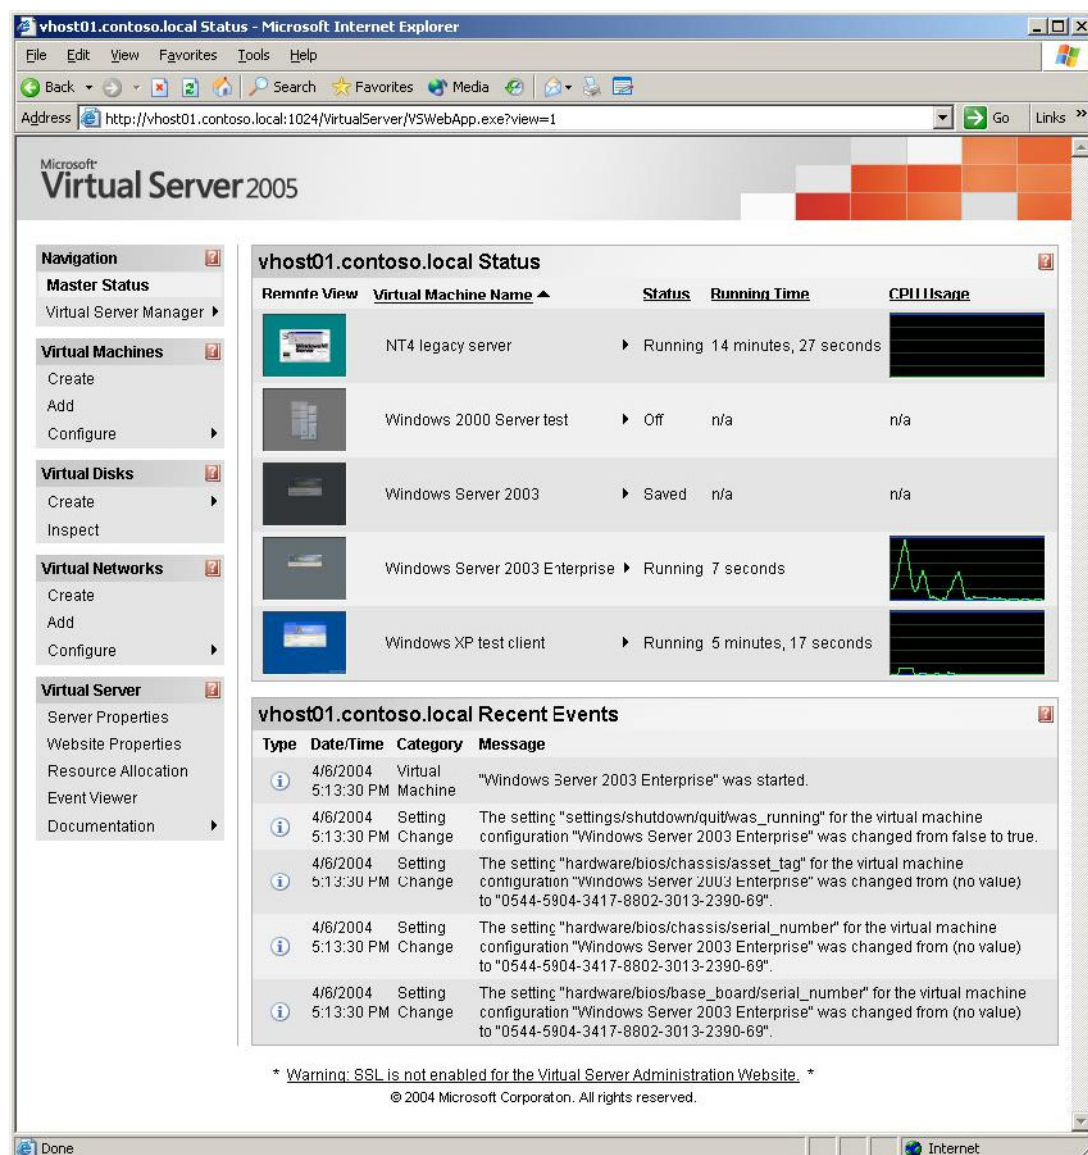 vhost01.contoso.local Status - Microsoft Internet Explorer
File Edit View Favorites Tools Help
Back Search Favorites Media
Address http://vhost01.contoso.local:1024/VirtualServer/VSWebApp.exe?view=1 Go Links »
Microsoft
Virtual Server 2005
Navigation
Master Status
Virtual Server Manager
Virtual Machines
Create
Add
Configure
Virtual Disks
Create
Inspect
Virtual Networks
Create
Add
Configure
Virtual Server
Server Properties
Website Properties
Resource Allocation
Event Viewer
Documentation
vhost01.contoso.local Status
Remote View Virtual Machine Name Status Running Time CPU Usage
NT4 legacy server Running 14 minutes, 27 seconds
Windows 2000 Server test Off n/a n/a
Windows Server 2003 Saved n/a n/a
Windows Server 2003 Enterprise Running 7 seconds
Windows XP test client Running 5 minutes, 17 seconds
vhost01.contoso.local Recent Events
Type Date/Time Category Message
4/6/2004 Virtual
5:13:30 PM Machine "Windows Server 2003 Enterprise" was started.
4/6/2004 Setting The setting "settings/shutdown/quit/was_running" for the virtual machine
5:13:30 PM Change configuration "Windows Server 2003 Enterprise" was changed from false to true.
4/6/2004 Setting The setting "hardware/bios/chassis/asset_tag" for the virtual machine
5:13:30 PM Change configuration "Windows Server 2003 Enterprise" was changed from (no value)
to "0544-5904-3417-8802-3013-2390-69".
4/6/2004 Setting The setting "hardware/bios/chassis/serial_number" for the virtual machine
5:13:30 PM Change configuration "Windows Server 2003 Enterprise" was changed from (no value)
to "0544-5904-3417-8802-3013-2390-69".
4/6/2004 Setting The setting "hardware/bios/base_board/serial_number" for the virtual machine
5:13:30 PM Change configuration "Windows Server 2003 Enterprise" was changed from (no value)
to "0544-5904-3417-8802-3013-2390-69".
* Warning: SSL is not enabled for the Virtual Server Administration Website. *
© 2004 Microsoft Corporaton. All rights reserved.
Done Internet